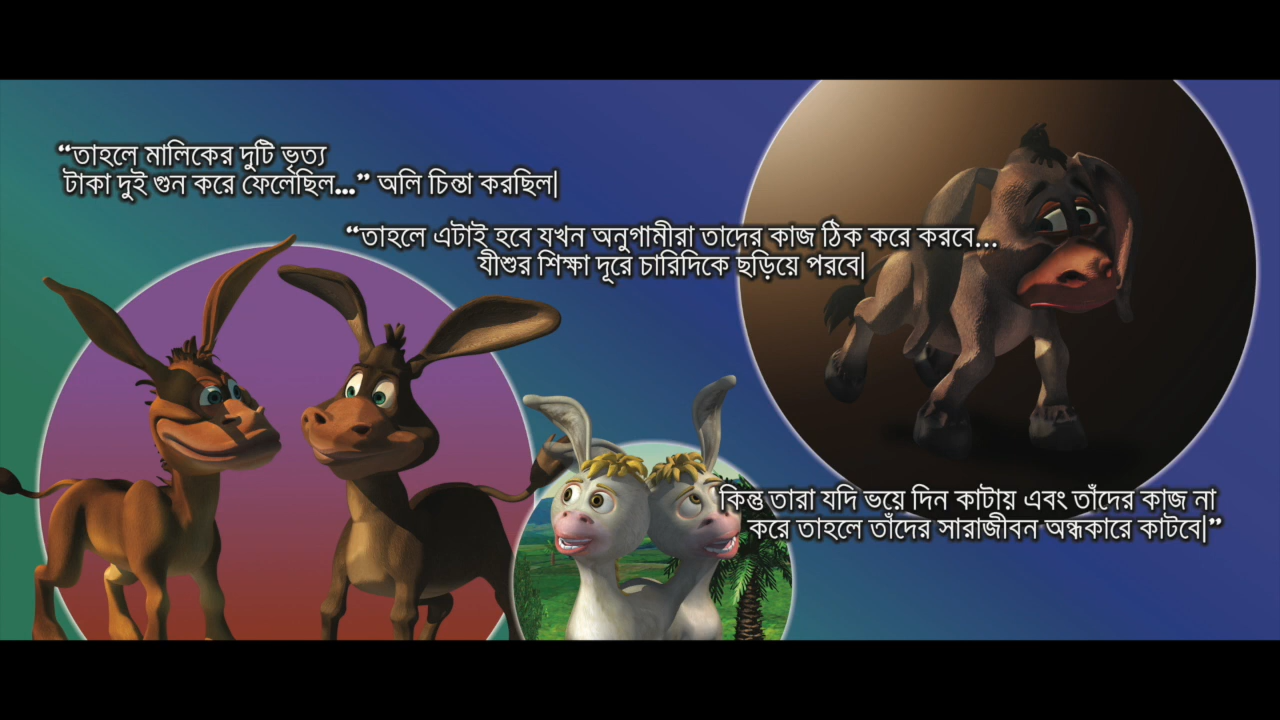 “তাহলে মালিকের দুটি ভৃত্য
টাকা দুই গুন করে ফেলেছিল...” অলি চিন্তা করছিল|
“তাহলে এটাই হবে যখন অনুগামীরা তাদের কাজ ঠিক করে করবে...
যীশুর শিক্ষা দূরে চারিদিকে ছড়িয়ে পরবে|
কিন্তু তারা যদি ভয়ে দিন কাটায় এবং তাঁদের কাজ না
করে তাহলে তাঁদের সারাজীবন অন্ধকারে কাটবে|”